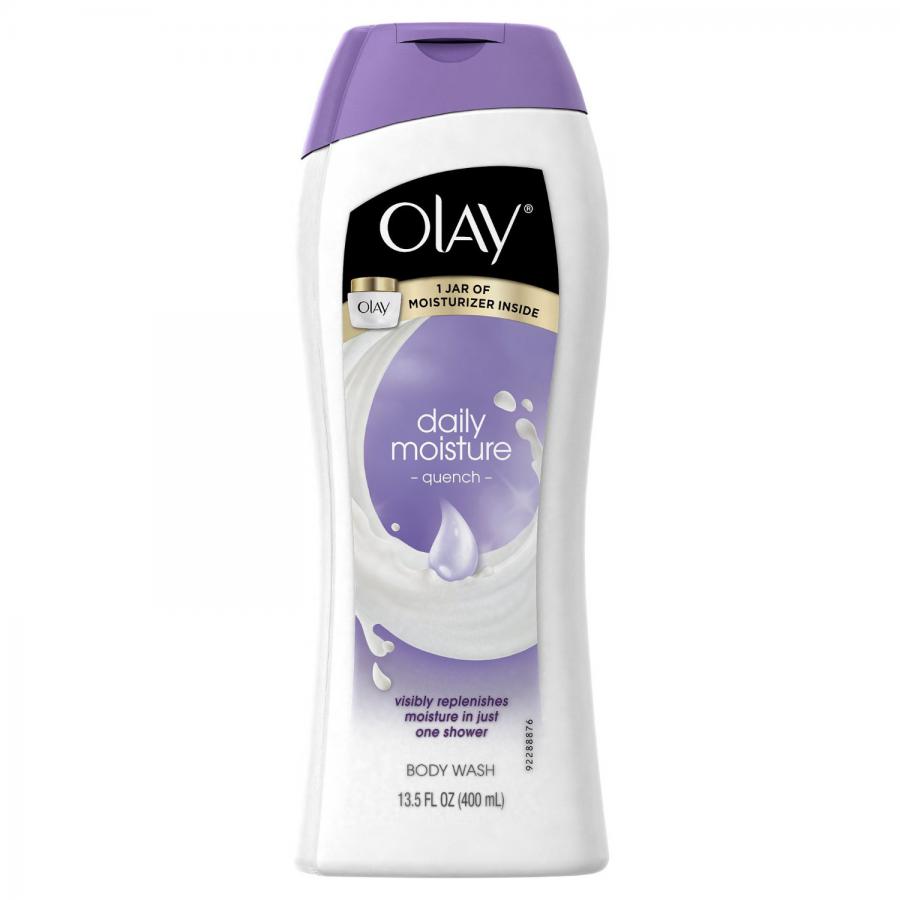 OLAY®
1 JAR OF
MOISTURIZER INSIDE
OLAY
daily
moisture
- quench -
visibly replenishes
moisture in just
one shower
92288876
BODY WASH
13.5 FL OZ (400 mL)